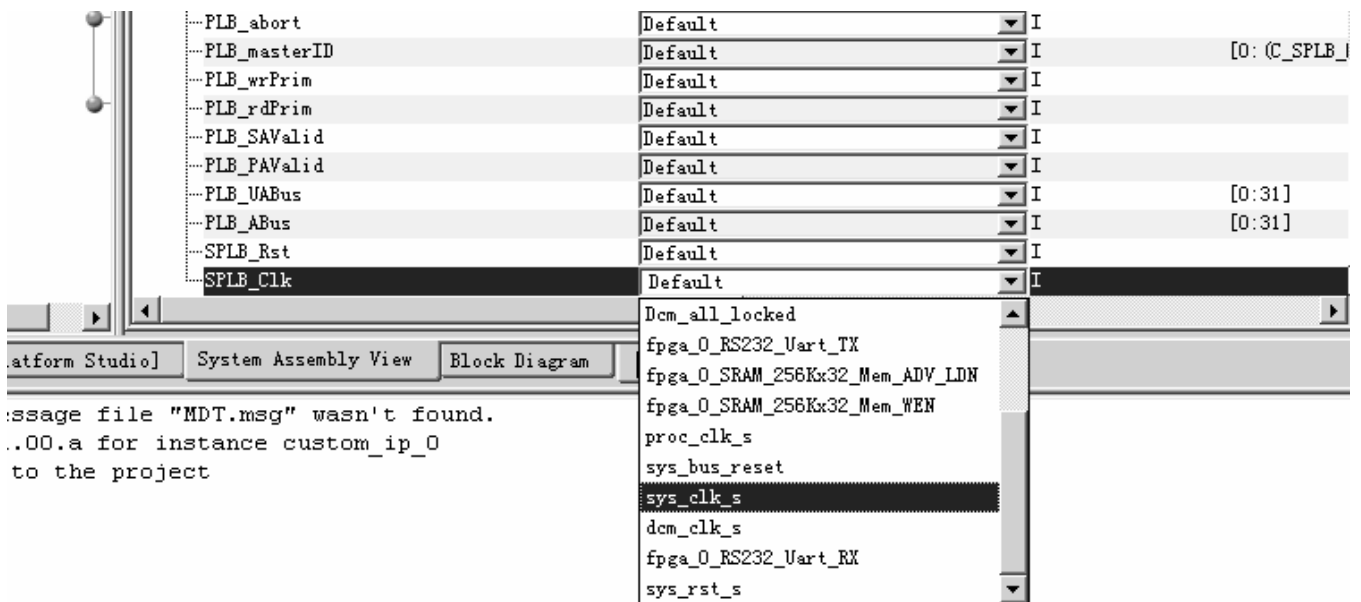 PLB_abort Default I
PLB_masterID Default I [0:(C_SPLB_
PLB_wrPrim Default I
PLB_rdPrim Default I
PLB_SAValid Default I
PLB_PAValid Default I
PLB_UABus Default I [0:31]
PLB_ABus Default I [0:31]
SPLB_Rst Default I
SPLB_Clk Default I
Dcm_all_locked
fpga_0_RS232_Uart_TX
fpga_0_SRAM_256Kx32_Mem_ADV_LDN
fpga_0_SRAM_256Kx32_Mem_WEN
proc_clk_s
sys_bus_reset
sys_clk_s
dcm_clk_s
fpga_0_RS232_Uart_RX
sys_rst_s
latform Studio] System Assembly View Block Diagram
essage file "MDT.msg" wasn't found.
.00.a for instance custom_ip_0
to the project